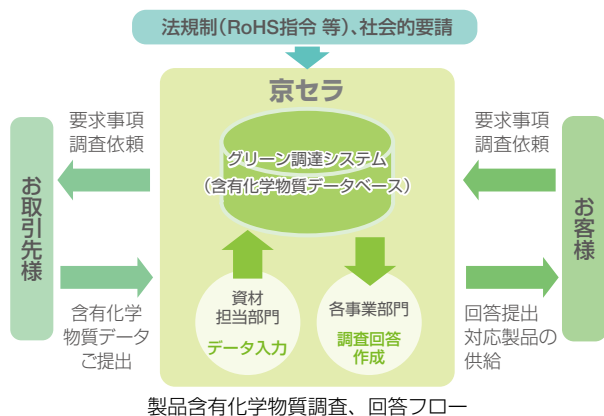 法規制（RoHS指令 等）、社会的要請
京セラ
要求事項
調査依頼
要求事項
調査依頼
グリーン調達システム
（含有化学物質データベース）
お取引先様
お客様
含有化学
物質データ
ご提出
資材
担当部門
データ入力
各事業部門
調査回答
作成
回答提出
対応製品の
供給
製品含有化学物質調査、回答フロー